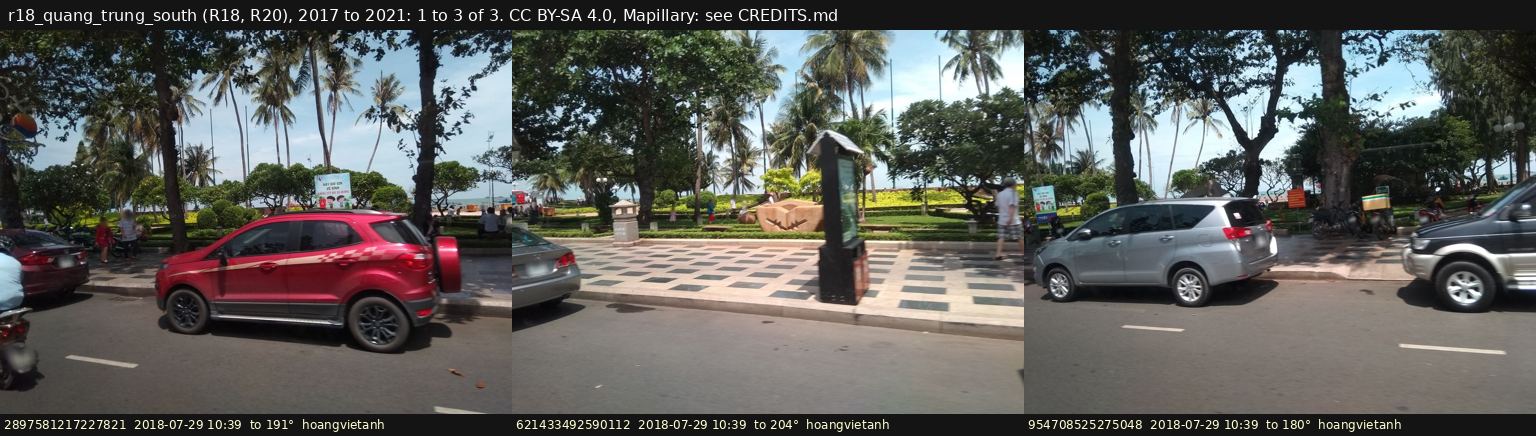 r18_quang_trung_south (R18, R20), 2017 to 2021: 1 to 3 of 3. CC BY-SA 4.0, Mapillary: see CREDITS.md
2897581217227821 2018-07-29 10:39 to 191° hoangvietanh
621433492590112 2018-07-29 10:39 to 204° hoangvietanh
954708525275048 2018-07-29 10:39 to 180° hoangvietanh